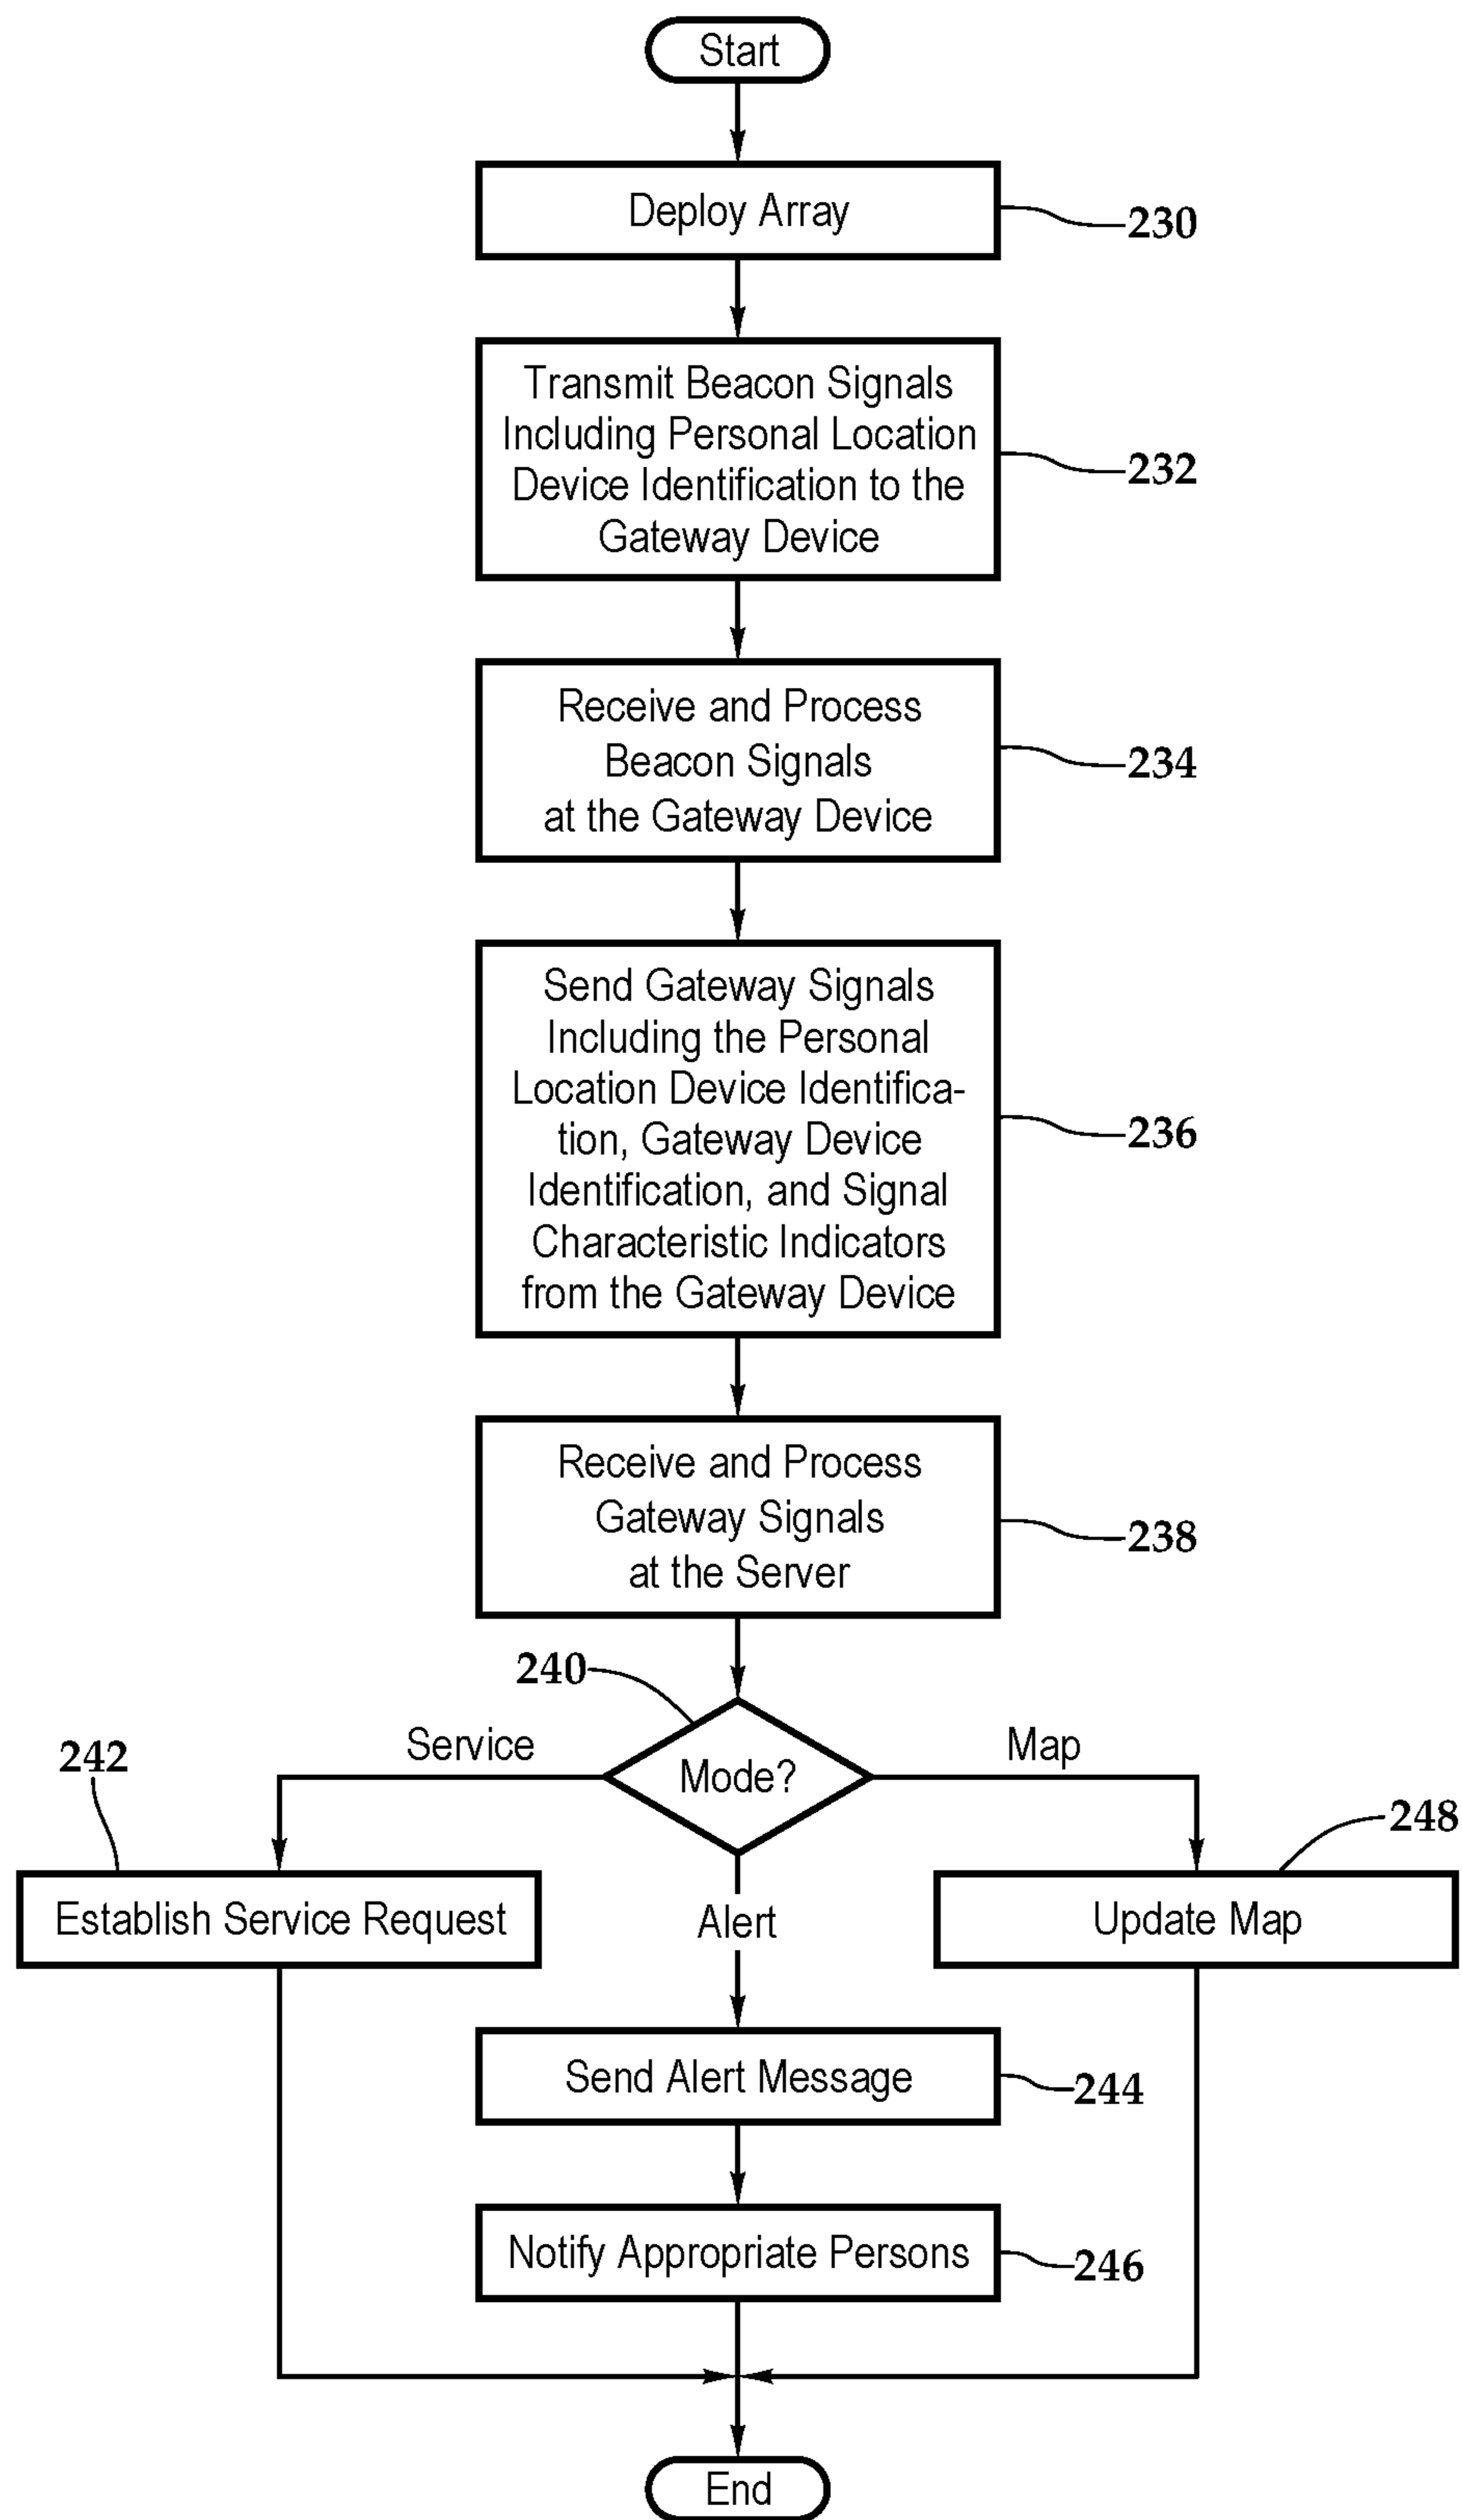 Start
Deploy Array
230
Transmit Beacon Signals
Including Personal Location
Device Identification to the
Gateway Device
232
Receive and Process
Beacon Signals
at the Gateway Device
234
Send Gateway Signals
Including the Personal
Location Device Identifica-
tion, Gateway Device
Identification, and Signal
Characteristic Indicators
from the Gateway Device
236
Receive and Process
Gateway Signals
at the Server
238
240
Mode?
Service
Map
242
248
Establish Service Request
Alert
Update Map
Send Alert Message
244
Notify Appropriate Persons
246
End